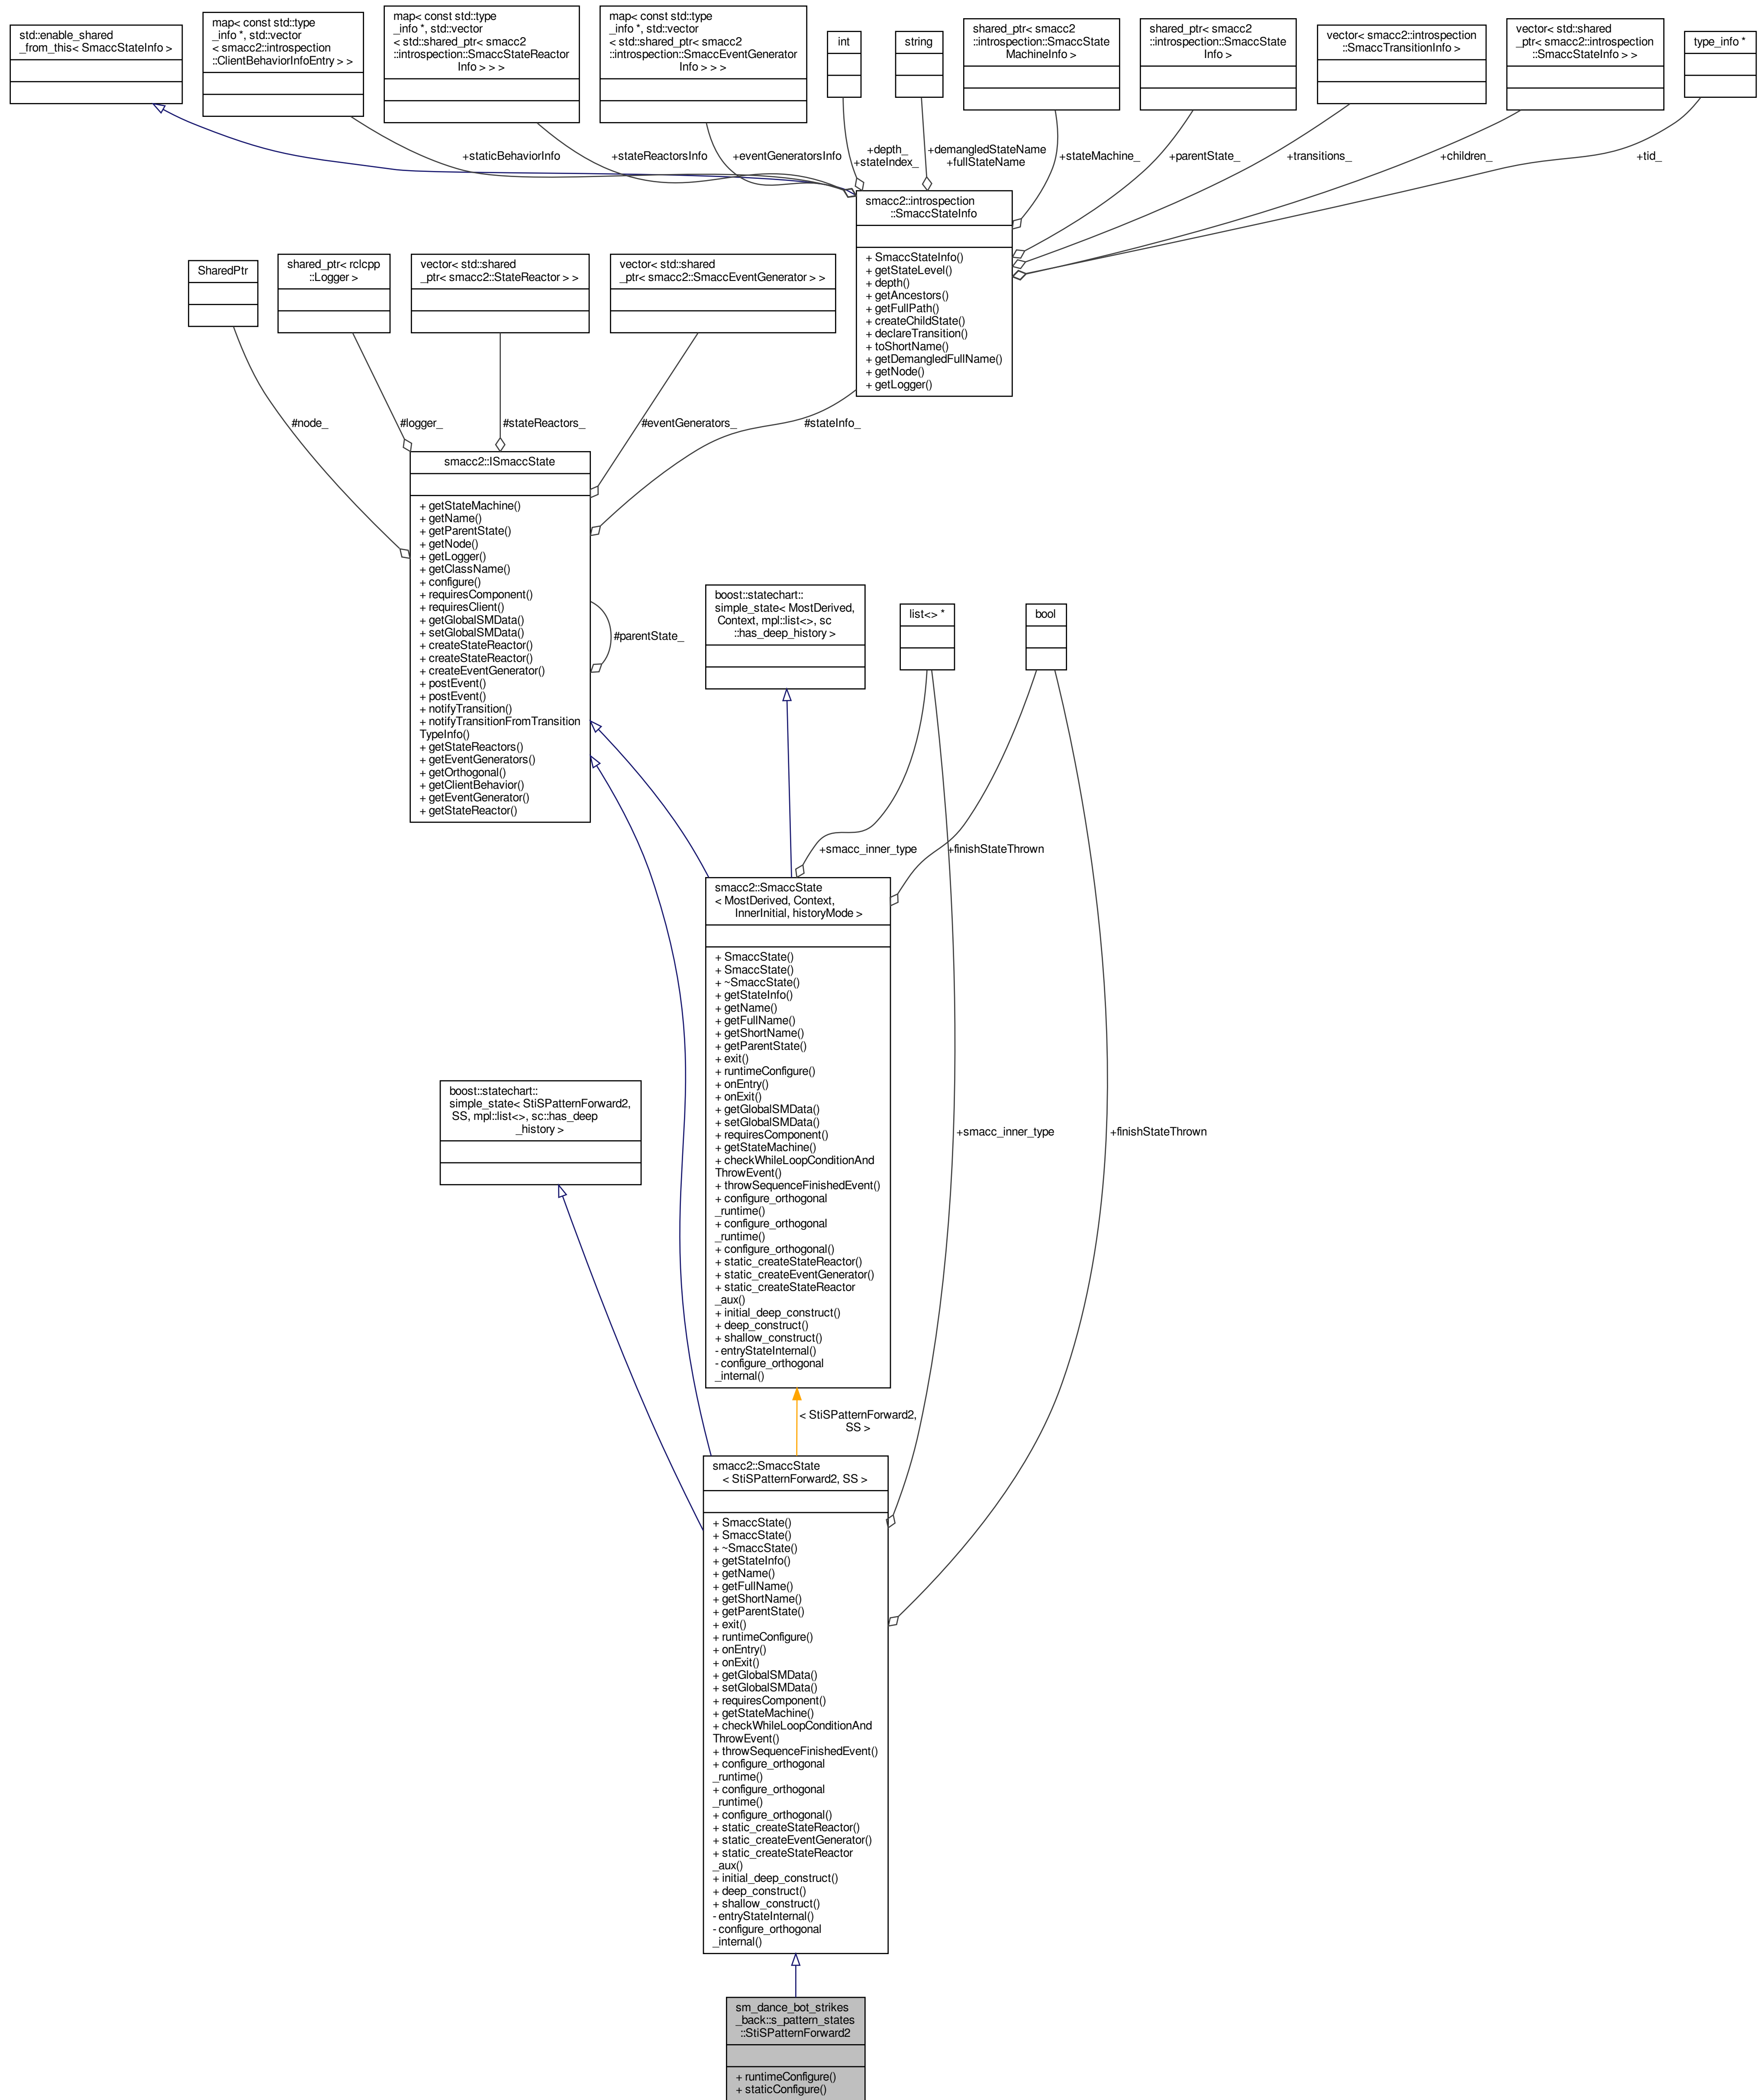 std::enable_shared
_from_this< SmaccStateInfo >
map< const std::type
_info *, std::vector
< smacc2::introspection
::ClientBehaviorInfoEntry > >
map< const std::type
_info *, std::vector
< std::shared_ptr< smacc2
::introspection::SmaccStateReactor
Info > > >
map< const std::type
_info *, std::vector
< std::shared_ptr< smacc2
::introspection::SmaccEventGenerator
Info > > >
int
string
shared_ptr< smacc2
::introspection::SmaccState
MachineInfo >
shared_ptr< smacc2
::introspection::SmaccState
Info >
vector< smacc2::introspection
::SmaccTransitionInfo >
vector< std::shared
_ptr< smacc2::introspection
::SmaccStateInfo > >
type_info *
+staticBehaviorInfo
+stateReactorsInfo
+eventGeneratorsInfo
+depth_
+stateIndex_
+demangledStateName
+fullStateName
+stateMachine_
+parentState_
+transitions_
+children_
+tid_
smacc2::introspection
::SmaccStateInfo
+ SmaccStateInfo()
+ getStateLevel()
+ depth()
+ getAncestors()
+ getFullPath()
+ createChildState()
+ declareTransition()
+ toShortName()
+ getDemangledFullName()
+ getNode()
+ getLogger()
SharedPtr
shared_ptr< rclcpp
::Logger >
vector< std::shared
_ptr< smacc2::StateReactor > >
vector< std::shared
_ptr< smacc2::SmaccEventGenerator > >
#node_
#logger_
#stateReactors_
#eventGenerators_
#stateInfo_
smacc2::ISmaccState
+ getStateMachine()
+ getName()
+ getParentState()
+ getNode()
+ getLogger()
+ getClassName()
+ configure()
+ requiresComponent()
+ requiresClient()
+ getGlobalSMData()
+ setGlobalSMData()
+ createStateReactor()
+ createStateReactor()
+ createEventGenerator()
+ postEvent()
+ postEvent()
+ notifyTransition()
+ notifyTransitionFromTransition
TypeInfo()
+ getStateReactors()
+ getEventGenerators()
+ getOrthogonal()
+ getClientBehavior()
+ getEventGenerator()
+ getStateReactor()
#parentState_
boost::statechart::
simple_state< MostDerived,
Context, mpl::list<>, sc
::has_deep_history >
list<> *
bool
+smacc_inner_type
+finishStateThrown
smacc2::SmaccState
< MostDerived, Context,
InnerInitial, historyMode >
+ SmaccState()
+ SmaccState()
+ ~SmaccState()
+ getStateInfo()
+ getName()
+ getFullName()
+ getShortName()
+ getParentState()
+ exit()
+ runtimeConfigure()
+ onEntry()
+ onExit()
+ getGlobalSMData()
+ setGlobalSMData()
+ requiresComponent()
+ getStateMachine()
+ checkWhileLoopConditionAnd
ThrowEvent()
+ throwSequenceFinishedEvent()
+ configure_orthogonal
_runtime()
+ configure_orthogonal
_runtime()
+ configure_orthogonal()
+ static_createStateReactor()
+ static_createEventGenerator()
+ static_createStateReactor
_aux()
+ initial_deep_construct()
+ deep_construct()
+ shallow_construct()
- entryStateInternal()
- configure_orthogonal
_internal()
boost::statechart::
simple_state< StiSPatternForward2,
SS, mpl::list<>, sc::has_deep
_history >
+smacc_inner_type
+finishStateThrown
< StiSPatternForward2,
SS >
smacc2::SmaccState
< StiSPatternForward2, SS >
+ SmaccState()
+ SmaccState()
+ ~SmaccState()
+ getStateInfo()
+ getName()
+ getFullName()
+ getShortName()
+ getParentState()
+ exit()
+ runtimeConfigure()
+ onEntry()
+ onExit()
+ getGlobalSMData()
+ setGlobalSMData()
+ requiresComponent()
+ getStateMachine()
+ checkWhileLoopConditionAnd
ThrowEvent()
+ throwSequenceFinishedEvent()
+ configure_orthogonal
_runtime()
+ configure_orthogonal
_runtime()
+ configure_orthogonal()
+ static_createStateReactor()
+ static_createEventGenerator()
+ static_createStateReactor
_aux()
+ initial_deep_construct()
+ deep_construct()
+ shallow_construct()
- entryStateInternal()
- configure_orthogonal
_internal()
sm_dance_bot_strikes
_back::s_pattern_states
::StiSPatternForward2
+ runtimeConfigure()
+ staticConfigure()